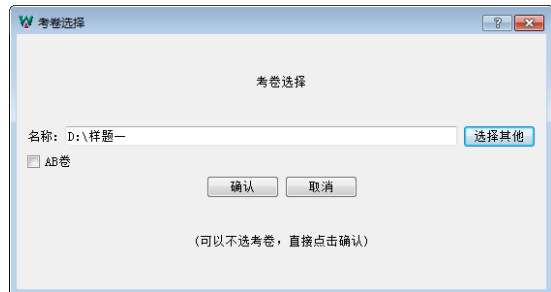 考卷选择
考卷选择
名称: D:\样题一 选择其他
AB卷
确认 取消
(可以不选考卷，直接点击确认)